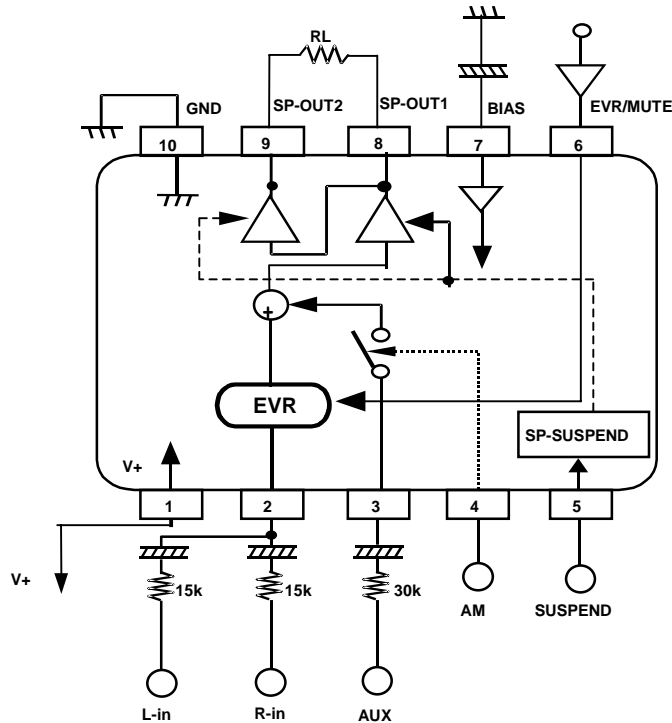 RL
GND
SP-OUT2
SP-OUT1
BIAS
EVR/MUTE
10
9
8
7
6
+
EVR
SP-SUSPEND
V+
1
2
3
4
5
V+
15k
15k
30k
AM
SUSPEND
L-in
R-in
AUX